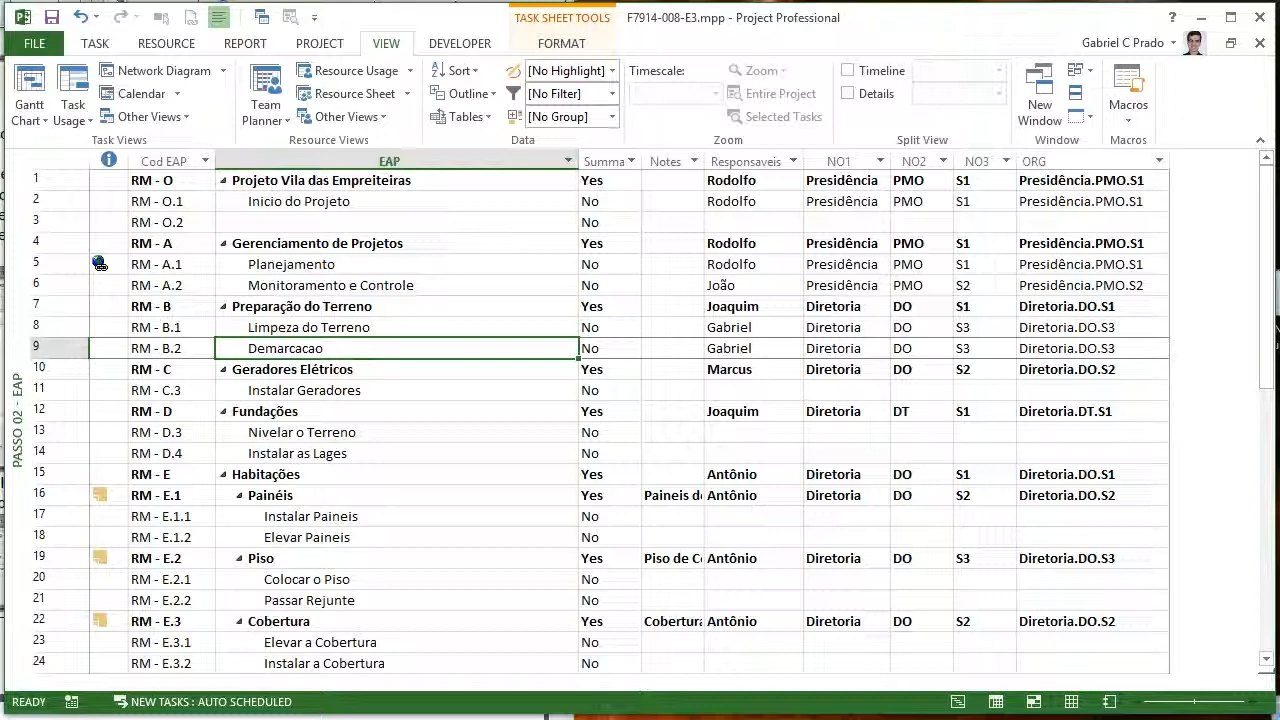 TASK SHEET TOOLS
F7914-008-E3.mpp - Project Professional
FILE TASK RESOURCE REPORT PROJECT VIEW DEVELOPER FORMAT Gabriel C Prado
Network Diagram Resource Usage Sort [No Highlight] Timescale: Zoom Timeline
Calendar Resource Sheet Outline [No Filter] Entire Project Details
Gantt Chart Task Usage Other Views Team Planner Other Views Tables [No Group] Selected Tasks New Window Macros
Task Views Resource Views Data Zoom Split View Window Macros
Cod EAP EAP Summa Notes Responsaveis NO1 NO2 NO3 ORG
1 RM - O Projeto Vila das Empreiteiras Yes Rodolfo Presidência PMO S1 Presidência.PMO.S1
2 RM - O.1 Inicio do Projeto No Rodolfo Presidência PMO S1 Presidência.PMO.S1
3 RM - O.2 No
4 RM - A Gerenciamento de Projetos Yes Rodolfo Presidência PMO S1 Presidência.PMO.S1
5 RM - A.1 Planejamento No Rodolfo Presidência PMO S1 Presidência.PMO.S1
6 RM - A.2 Monitoramento e Controle No João Presidência PMO S2 Presidência.PMO.S2
7 RM - B Preparação do Terreno Yes Joaquim Diretoria DO S1 Diretoria.DO.S1
8 RM - B.1 Limpeza do Terreno No Gabriel Diretoria DO S3 Diretoria.DO.S3
9 RM - B.2 Demarcacao No Gabriel Diretoria DO S3 Diretoria.DO.S3
10 RM - C Geradores Elétricos Yes Marcus Diretoria DO S2 Diretoria.DO.S2
11 RM - C.3 Instalar Geradores No
12 RM - D Fundações Yes Joaquim Diretoria DT S1 Diretoria.DT.S1
13 RM - D.3 Nivelar o Terreno No
14 RM - D.4 Instalar as Lages No
15 RM - E Habitações Yes Antônio Diretoria DO S1 Diretoria.DO.S1
16 RM - E.1 Painéis Yes Paineis de Antônio Diretoria DO S2 Diretoria.DO.S2
17 RM - E.1.1 Instalar Paineis No
18 RM - E.1.2 Elevar Paineis No
19 RM - E.2 Piso Yes Piso de Co Antônio Diretoria DO S3 Diretoria.DO.S3
20 RM - E.2.1 Colocar o Piso No
21 RM - E.2.2 Passar Rejunte No
22 RM - E.3 Cobertura Yes Cobertura Antônio Diretoria DO S2 Diretoria.DO.S2
23 RM - E.3.1 Elevar a Cobertura No
24 RM - E.3.2 Instalar a Cobertura No
PASSO 02 - EAP
READY NEW TASKS : AUTO SCHEDULED